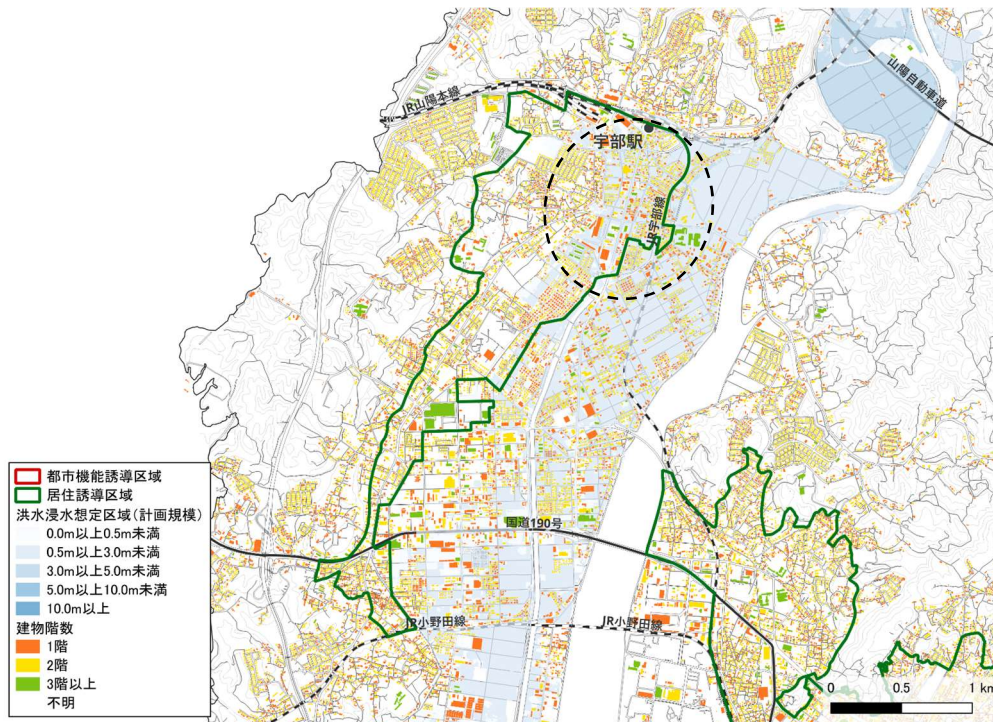 山陽自動車道
JR山陽本線
宇部駅
JR宇部線
国道190号
JR小野田線
JR小野田線
都市機能誘導区域
居住誘導区域
洪水浸水想定区域(計画規模)
0.0m以上0.5m未満
0.5m以上3.0m未満
3.0m以上5.0m未満
5.0m以上10.0m未満
10.0m以上
建物階数
1階
2階
3階以上
不明
0 0.5 1 km